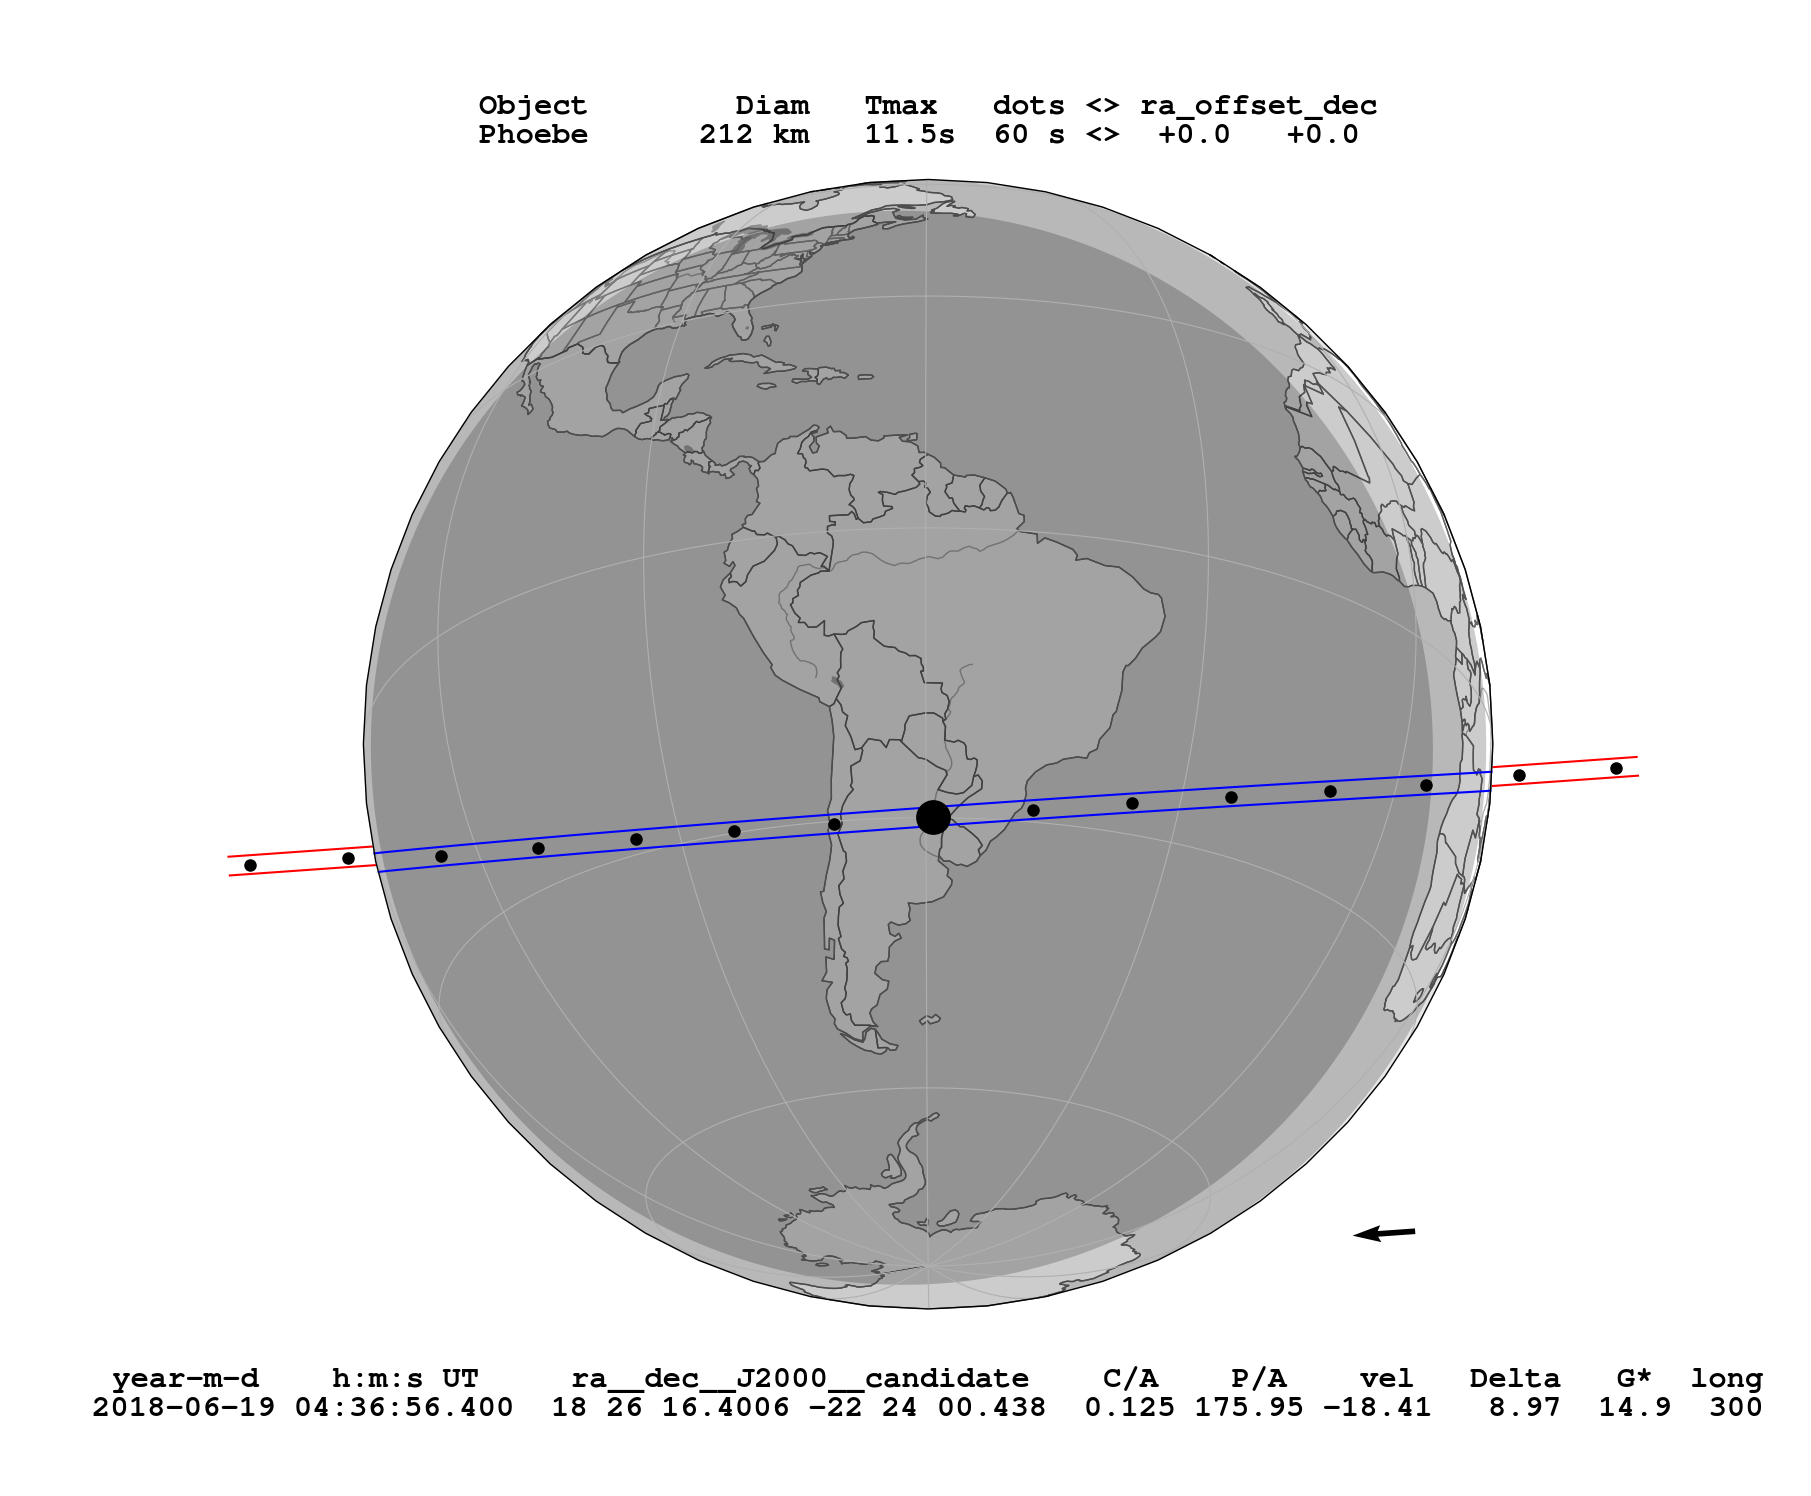 Object Diam Tmax dots <> ra_offset_dec
Phoebe 212 km 11.5s 60 s <> +0.0 +0.0
year-m-d h:m:s UT ra__dec__J2000__candidate C/A P/A vel Delta G* long
2018-06-19 04:36:56.400 18 26 16.4006 -22 24 00.438 0.125 175.95 -18.41 8.97 14.9 300